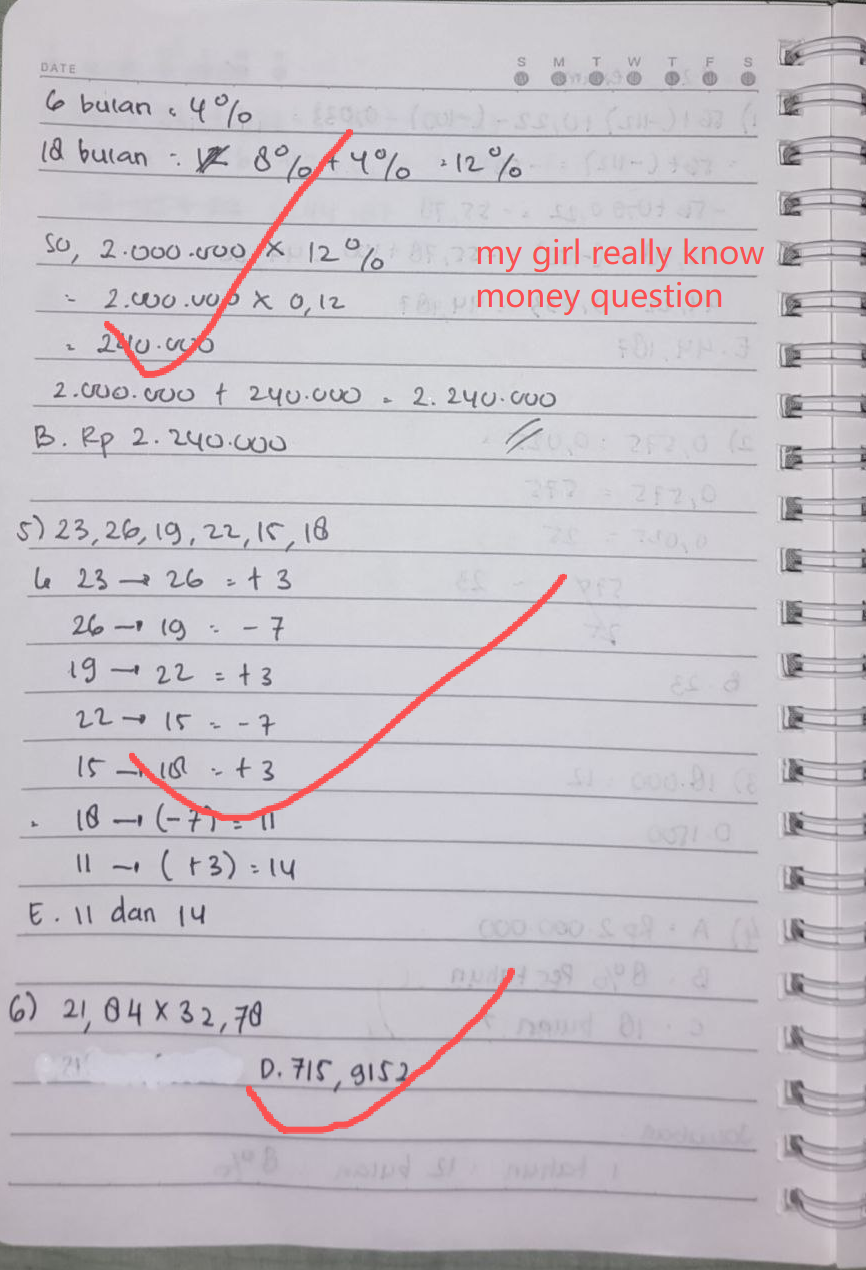 DATE
S M T W T F S
6 bulan = 4%
18 bulan = 8% + 4% = 12%
so, 2.000.000 x 12%
= 2.000.000 x 0,12
my girl really know
money question
= 240.000
2.000.000 + 240.000 = 2.240.000
B. Rp 2.240.000
5) 23, 26, 19, 22, 15, 18
↳ 23 → 26 = +3
26 → 19 = -7
19 → 22 = +3
22 → 15 = -7
15 → 18 = +3
= 18 → (-7) = 11
11 → (+3) = 14
E. 11 dan 14
6) 21,84 x 32,78
D. 715,9152